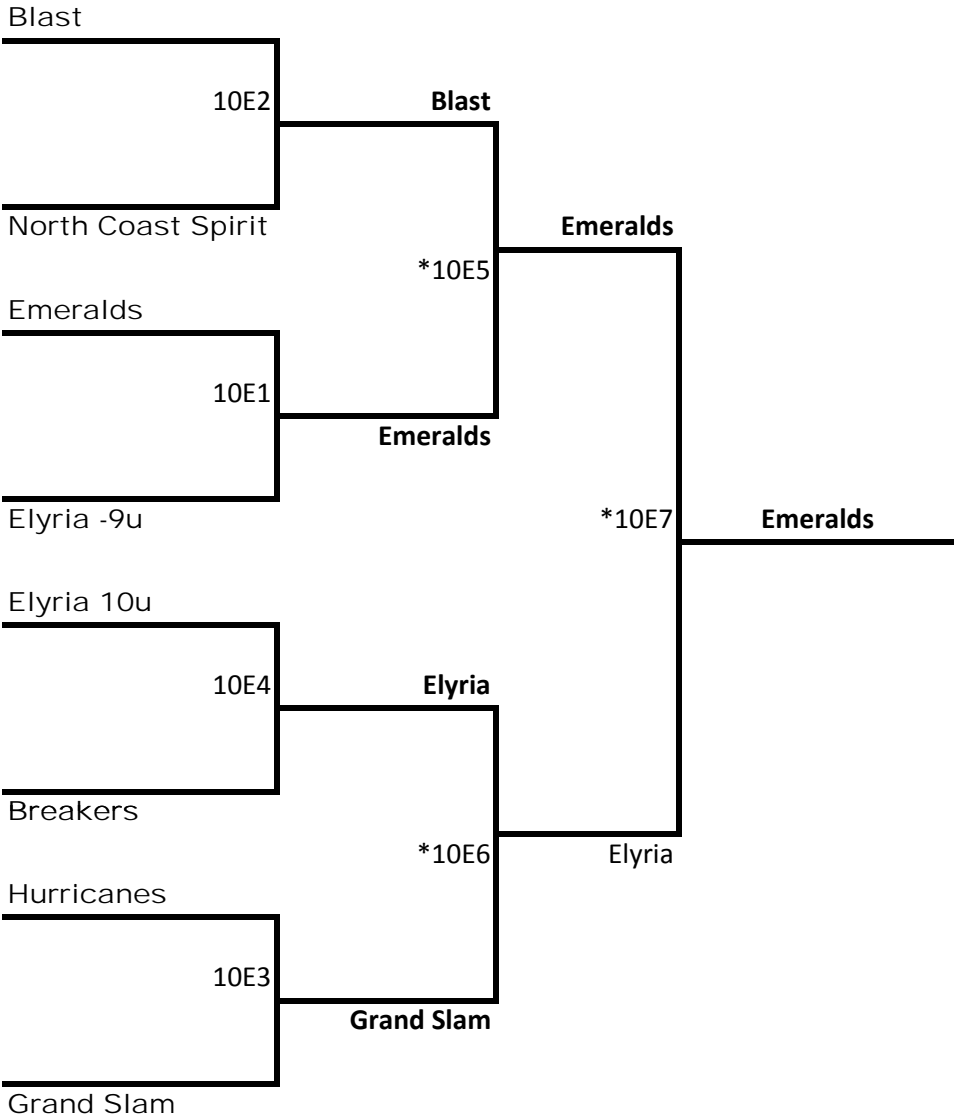 Blast
10E2
Blast
North Coast Spirit
Emeralds
*10E5
Emeralds
10E1
Emeralds
Elyria -9u
*10E7
Emeralds
Elyria 10u
10E4
Elyria
Breakers
*10E6
Elyria
Hurricanes
10E3
Grand Slam
Grand Slam